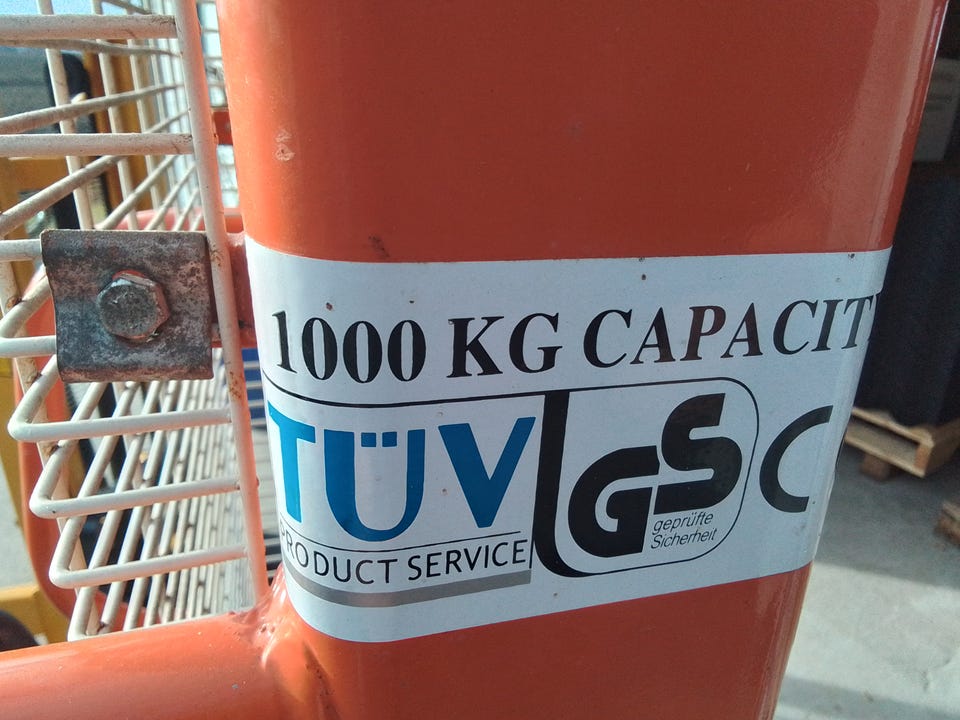 1000 KG CAPACIT
TÜV
PRODUCT SERVICE
GS
geprüfte
Sicherheit
C